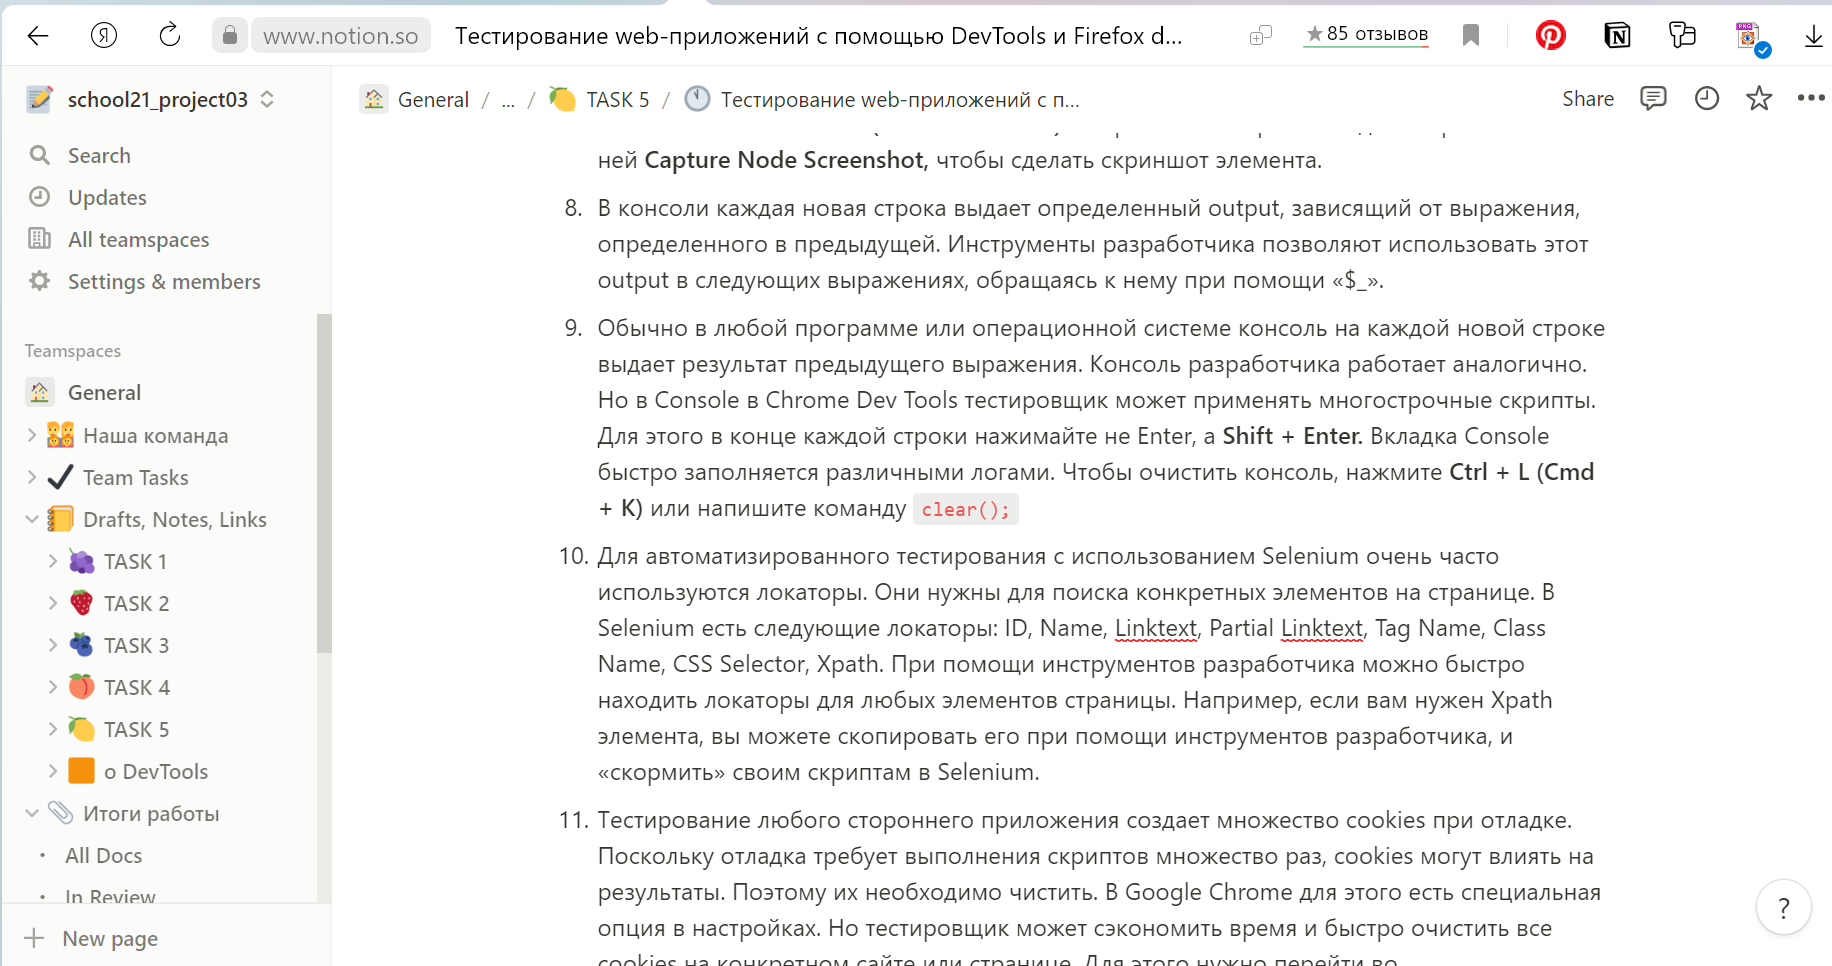 Я
www.notion.so
Тестирование web-приложений с помощью DevTools и Firefox d...
★ 85 отзывов
PNG
school21_project03
Search
Updates
All teamspaces
Settings & members
Teamspaces
General
Наша команда
Team Tasks
Drafts, Notes, Links
TASK 1
TASK 2
TASK 3
TASK 4
TASK 5
о DevTools
Итоги работы
All Docs
In Review
New page
General / ... / TASK 5 / Тестирование web-приложений с п...
Share
ней Capture Node Screenshot, чтобы сделать скриншот элемента.
8. В консоли каждая новая строка выдает определенный output, зависящий от выражения,
определенного в предыдущей. Инструменты разработчика позволяют использовать этот
output в следующих выражениях, обращаясь к нему при помощи «$_».
9. Обычно в любой программе или операционной системе консоль на каждой новой строке
выдает результат предыдущего выражения. Консоль разработчика работает аналогично.
Но в Console в Chrome Dev Tools тестировщик может применять многострочные скрипты.
Для этого в конце каждой строки нажимайте не Enter, а Shift + Enter. Вкладка Console
быстро заполняется различными логами. Чтобы очистить консоль, нажмите Ctrl + L (Cmd
+ K) или напишите команду clear();
10. Для автоматизированного тестирования с использованием Selenium очень часто
используются локаторы. Они нужны для поиска конкретных элементов на странице. В
Selenium есть следующие локаторы: ID, Name, Linktext, Partial Linktext, Tag Name, Class
Name, CSS Selector, Xpath. При помощи инструментов разработчика можно быстро
находить локаторы для любых элементов страницы. Например, если вам нужен Xpath
элемента, вы можете скопировать его при помощи инструментов разработчика, и
«скормить» своим скриптам в Selenium.
11. Тестирование любого стороннего приложения создает множество cookies при отладке.
Поскольку отладка требует выполнения скриптов множество раз, cookies могут влиять на
результаты. Поэтому их необходимо чистить. В Google Chrome для этого есть специальная
опция в настройках. Но тестировщик может сэкономить время и быстро очистить все
cookies на конкретном сайте или странице. Для этого нужно перейти во
?